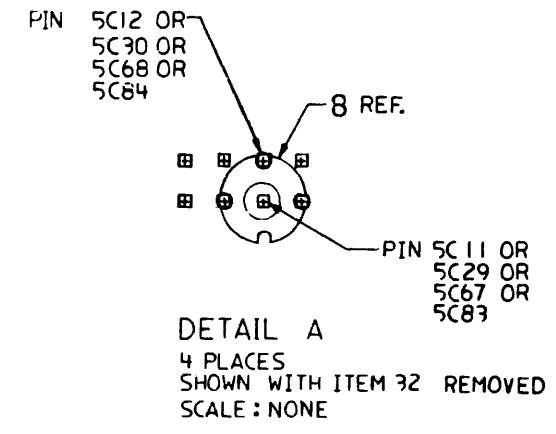 PIN 5C12 OR
5C30 OR
5C68 OR
5C84
8 REF.
PIN 5C11 OR
5C29 OR
5C67 OR
5C83
DETAIL A
4 PLACES
SHOWN WITH ITEM 32 REMOVED
SCALE : NONE